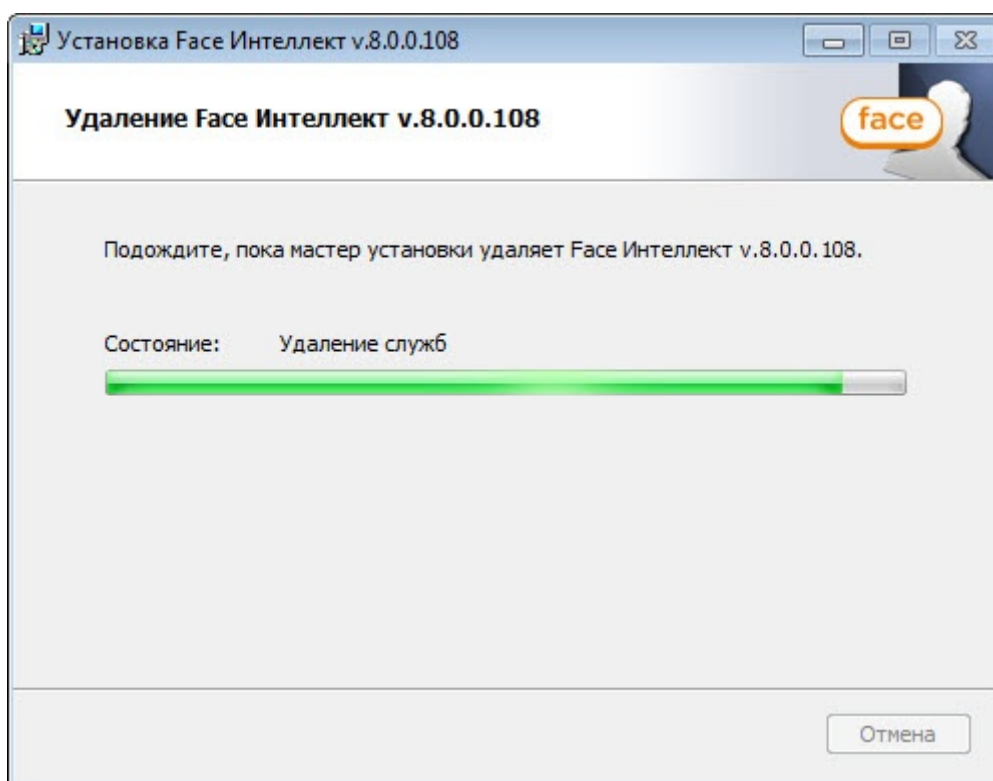 Установка Face Интеллект v.8.0.0.108
Удаление Face Интеллект v.8.0.0.108
face
Подождите, пока мастер установки удаляет Face Интеллект v.8.0.0.108.
Состояние: Удаление служб
Отмена